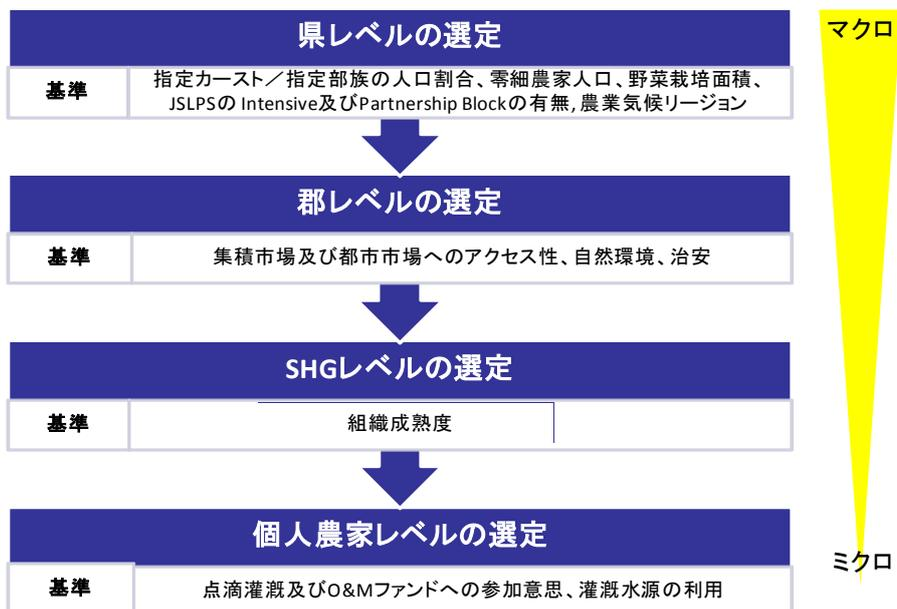 県レベルの選定
マクロ
基準
指定カースト／指定部族の人口割合、零細農家人口、野菜栽培面積、
JSLPSの Intensive及びPartnership Blockの有無, 農業気候リージョン
郡レベルの選定
基準
集積市場及び都市市場へのアクセス性、自然環境、治安
SHGレベルの選定
基準
組織成熟度
個人農家レベルの選定
ミクロ
基準
点滴灌漑及びO&Mファンドへの参加意思、灌漑水源の利用